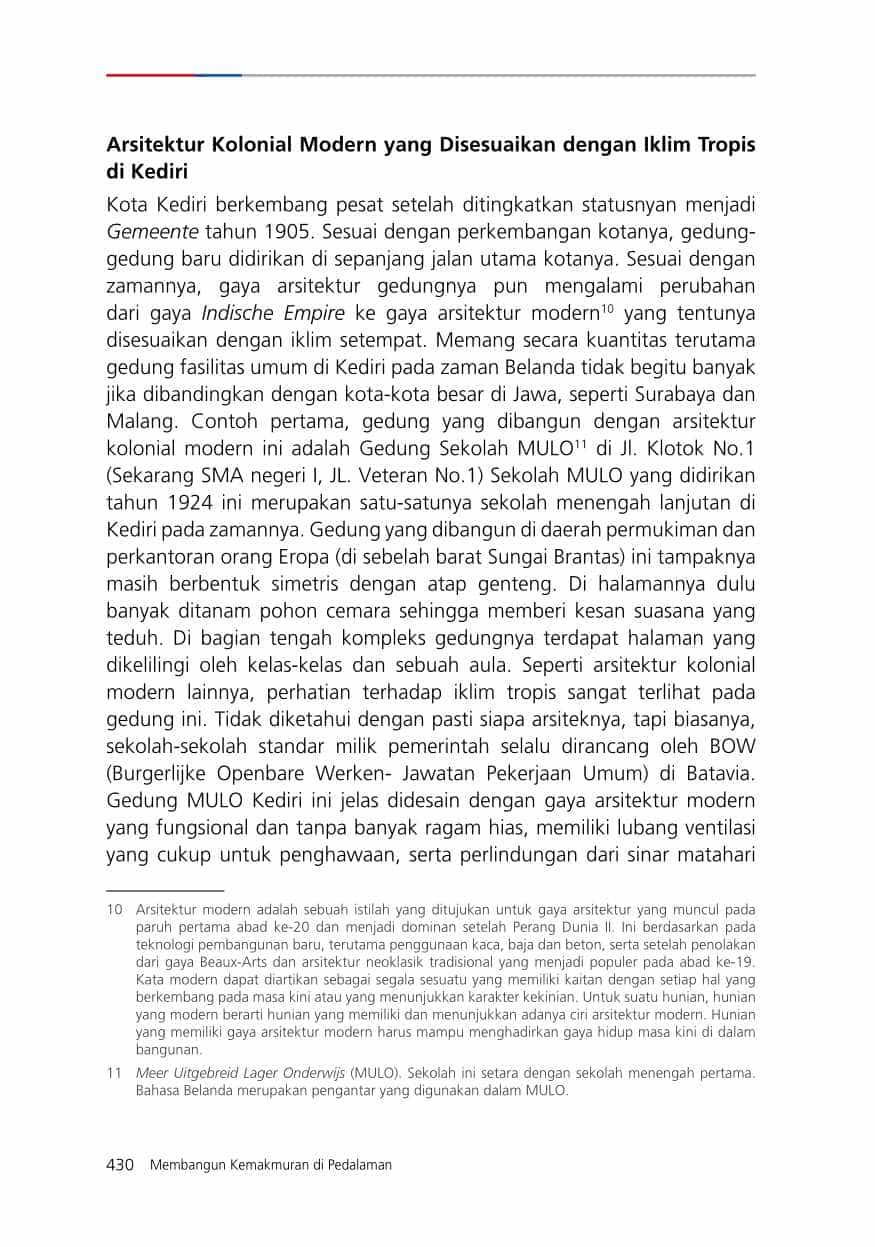 Arsitektur Kolonial Modern yang Disesuaikan dengan Iklim Tropis
di Kediri
Kota Kediri berkembang pesat setelah ditingkatkan statusnyan menjadi
Gemeente tahun 1905. Sesuai dengan perkembangan kotanya, gedung-
gedung baru didirikan di sepanjang jalan utama kotanya. Sesuai dengan
zamannya, gaya arsitektur gedungnya pun mengalami perubahan
dari gaya Indische Empire ke gaya arsitektur modern¹⁰ yang tentunya
disesuaikan dengan iklim setempat. Memang secara kuantitas terutama
gedung fasilitas umum di Kediri pada zaman Belanda tidak begitu banyak
jika dibandingkan dengan kota-kota besar di Jawa, seperti Surabaya dan
Malang. Contoh pertama, gedung yang dibangun dengan arsitektur
kolonial modern ini adalah Gedung Sekolah MULO¹¹ di Jl. Klotok No.1
(Sekarang SMA negeri I, JL. Veteran No.1) Sekolah MULO yang didirikan
tahun 1924 ini merupakan satu-satunya sekolah menengah lanjutan di
Kediri pada zamannya. Gedung yang dibangun di daerah permukiman dan
perkantoran orang Eropa (di sebelah barat Sungai Brantas) ini tampaknya
masih berbentuk simetris dengan atap genteng. Di halamannya dulu
banyak ditanam pohon cemara sehingga memberi kesan suasana yang
teduh. Di bagian tengah kompleks gedungnya terdapat halaman yang
dikelilingi oleh kelas-kelas dan sebuah aula. Seperti arsitektur kolonial
modern lainnya, perhatian terhadap iklim tropis sangat terlihat pada
gedung ini. Tidak diketahui dengan pasti siapa arsiteknya, tapi biasanya,
sekolah-sekolah standar milik pemerintah selalu dirancang oleh BOW
(Burgerlijke Openbare Werken- Jawatan Pekerjaan Umum) di Batavia.
Gedung MULO Kediri ini jelas didesain dengan gaya arsitektur modern
yang fungsional dan tanpa banyak ragam hias, memiliki lubang ventilasi
yang cukup untuk penghawaan, serta perlindungan dari sinar matahari
10 Arsitektur modern adalah sebuah istilah yang ditujukan untuk gaya arsitektur yang muncul pada
paruh pertama abad ke-20 dan menjadi dominan setelah Perang Dunia II. Ini berdasarkan pada
teknologi pembangunan baru, terutama penggunaan kaca, baja dan beton, serta setelah penolakan
dari gaya Beaux-Arts dan arsitektur neoklasik tradisional yang menjadi populer pada abad ke-19.
Kata modern dapat diartikan sebagai segala sesuatu yang memiliki kaitan dengan setiap hal yang
berkembang pada masa kini atau yang menunjukkan karakter kekinian. Untuk suatu hunian, hunian
yang modern berarti hunian yang memiliki dan menunjukkan adanya ciri arsitektur modern. Hunian
yang memiliki gaya arsitektur modern harus mampu menghadirkan gaya hidup masa kini di dalam
bangunan.
11 Meer Uitgebreid Lager Onderwijs (MULO). Sekolah ini setara dengan sekolah menengah pertama.
Bahasa Belanda merupakan pengantar yang digunakan dalam MULO.
430 Membangun Kemakmuran di Pedalaman